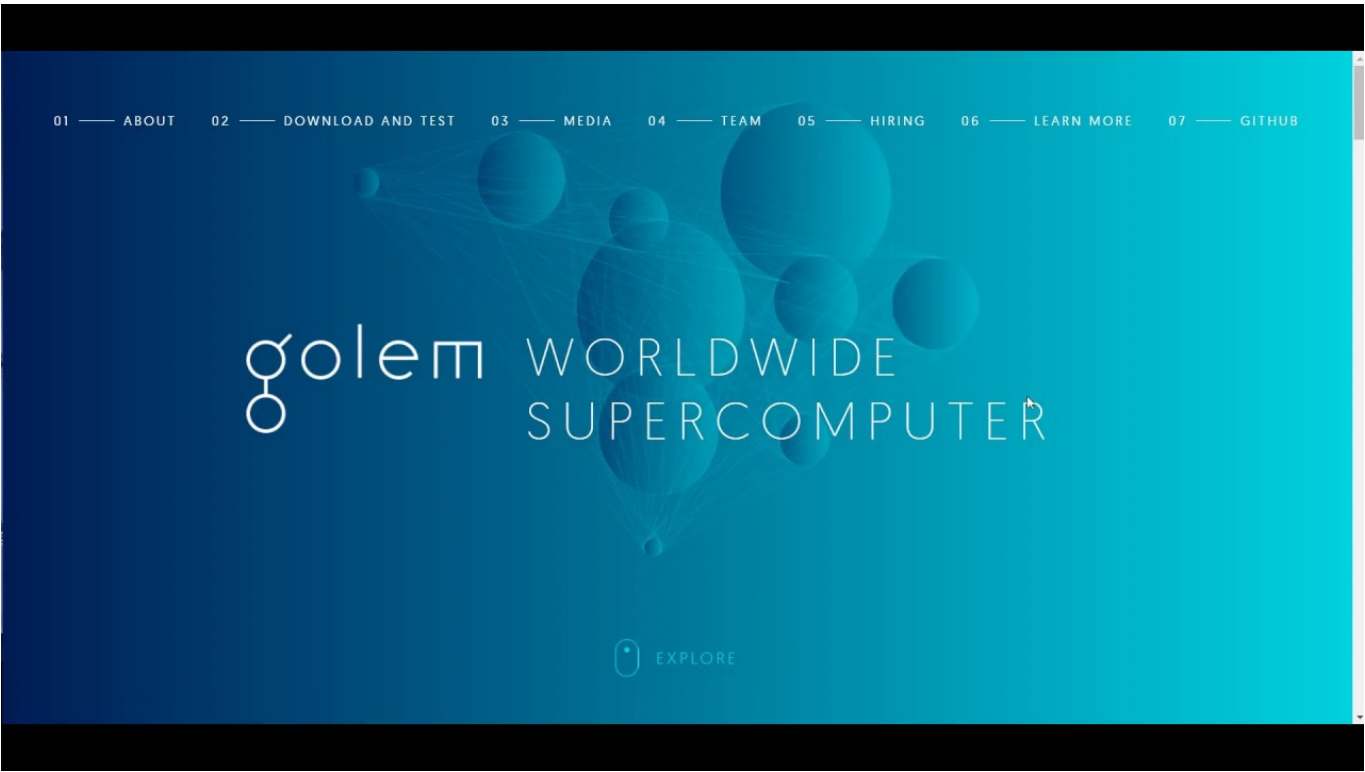 01 ABOUT 02 DOWNLOAD AND TEST 03 MEDIA 04 TEAM 05 HIRING 06 LEARN MORE 07 GITHUB
golem WORLDWIDE
SUPERCOMPUTER
EXPLORE